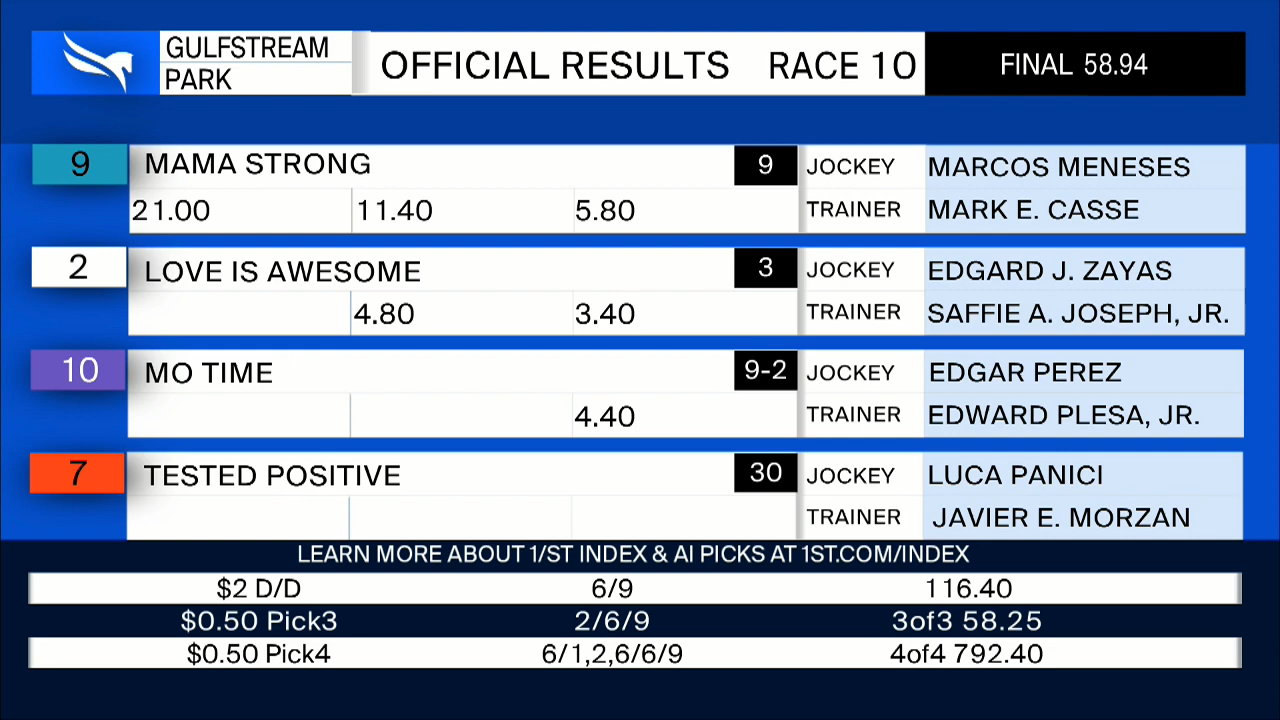 GULFSTREAM
PARK
OFFICIAL RESULTS RACE 10
FINAL 58.94
9 MAMA STRONG 9 JOCKEY MARCOS MENESES
21.00 11.40 5.80 TRAINER MARK E. CASSE
2 LOVE IS AWESOME 3 JOCKEY EDGARD J. ZAYAS
4.80 3.40 TRAINER SAFFIE A. JOSEPH, JR.
10 MO TIME 9-2 JOCKEY EDGAR PEREZ
4.40 TRAINER EDWARD PLESA, JR.
7 TESTED POSITIVE 30 JOCKEY LUCA PANICI
TRAINER JAVIER E. MORZAN
LEARN MORE ABOUT 1/ST INDEX & AI PICKS AT 1ST.COM/INDEX
$2 D/D 6/9 116.40
$0.50 Pick3 2/6/9 3of3 58.25
$0.50 Pick4 6/1,2,6/6/9 4of4 792.40